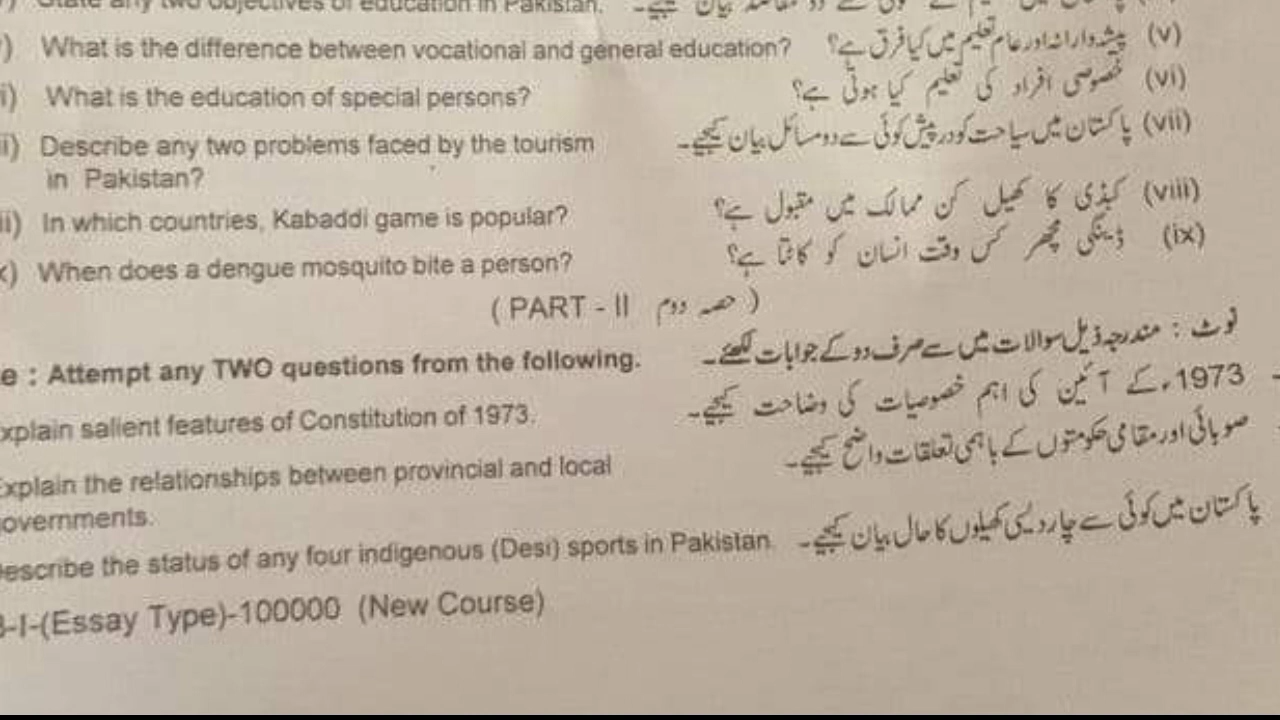 State any two objectives of education in Pakistan.
What is the difference between vocational and general education? پیشہ وارانہ اور عام تعلیم میں کیا فرق ہے؟ (v)
i) What is the education of special persons? خصوصی افراد کی تعلیم کیا ہوتی ہے؟ (vi)
ii) Describe any two problems faced by the tourism پاکستان میں سیاحت کو درپیش کوئی سے دو مسائل بیان کیجیے۔ (vii)
in Pakistan?
ii) In which countries, Kabaddi game is popular? کبڈی کا کھیل کن ممالک میں مقبول ہے؟ (viii)
x) When does a dengue mosquito bite a person? ڈینگی مچھر کس وقت انسان کو کاٹتا ہے؟ (ix)
( PART - II حصہ دوم )
e : Attempt any TWO questions from the following. نوٹ : مندرجہ ذیل سوالات میں سے صرف دو کے جوابات لکھئے۔
xplain salient features of Constitution of 1973. 1973ء کے آئین کی اہم خصوصیات کی وضاحت کیجیے۔
Explain the relationships between provincial and local صوبائی اور مقامی حکومتوں کے باہمی تعلقات واضح کیجیے۔
overnments.
escribe the status of any four indigenous (Desi) sports in Pakistan. پاکستان میں کوئی سے چار دیسی کھیلوں کا حال بیان کیجیے۔
-I-(Essay Type)-100000 (New Course)